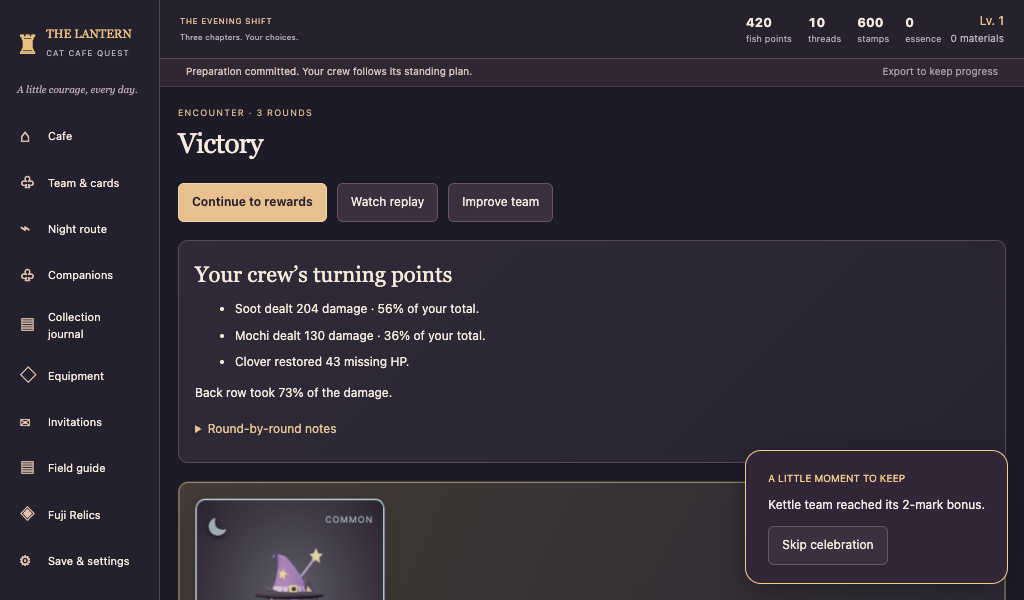 THE LANTERN
CAT CAFE QUEST
A little courage, every day.
Cafe
Team & cards
Night route
Companions
Collection
journal
Equipment
Invitations
Field guide
Fuji Relics
Save & settings
THE EVENING SHIFT
Three chapters. Your choices.
420
fish points
10
threads
600
stamps
0
essence
Lv. 1
0 materials
Preparation committed. Your crew follows its standing plan.
Export to keep progress
ENCOUNTER · 3 ROUNDS
Victory
Continue to rewards
Watch replay
Improve team
Your crew’s turning points
• Soot dealt 204 damage · 56% of your total.
• Mochi dealt 130 damage · 36% of your total.
• Clover restored 43 missing HP.
Back row took 73% of the damage.
Round-by-round notes
COMMON
A LITTLE MOMENT TO KEEP
Kettle team reached its 2-mark bonus.
Skip celebration